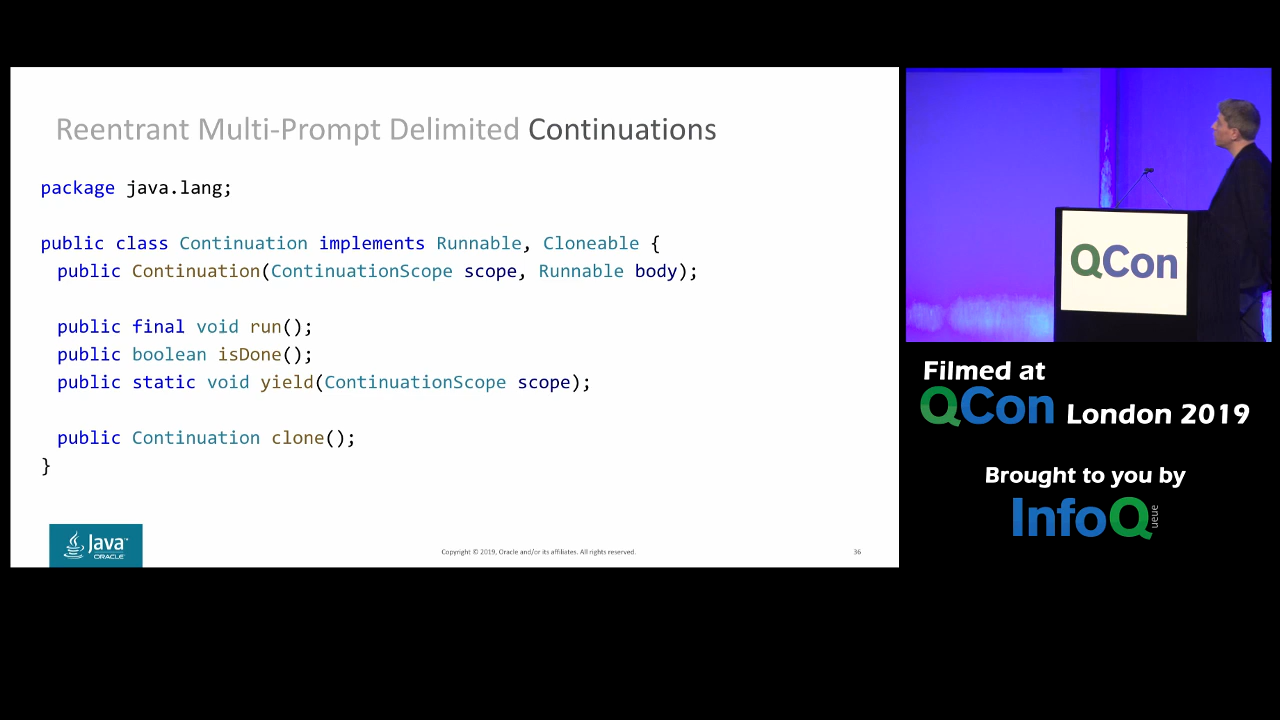 Reentrant Multi-Prompt Delimited Continuations
package java.lang;
public class Continuation implements Runnable, Cloneable {
public Continuation(ContinuationScope scope, Runnable body);
public final void run();
public boolean isDone();
public static void yield(ContinuationScope scope);
public Continuation clone();
}
Java™
ORACLE
Copyright © 2019, Oracle and/or its affiliates. All rights reserved.
36
QCon
Filmed at
QCon London 2019
Brought to you by
InfoQueue